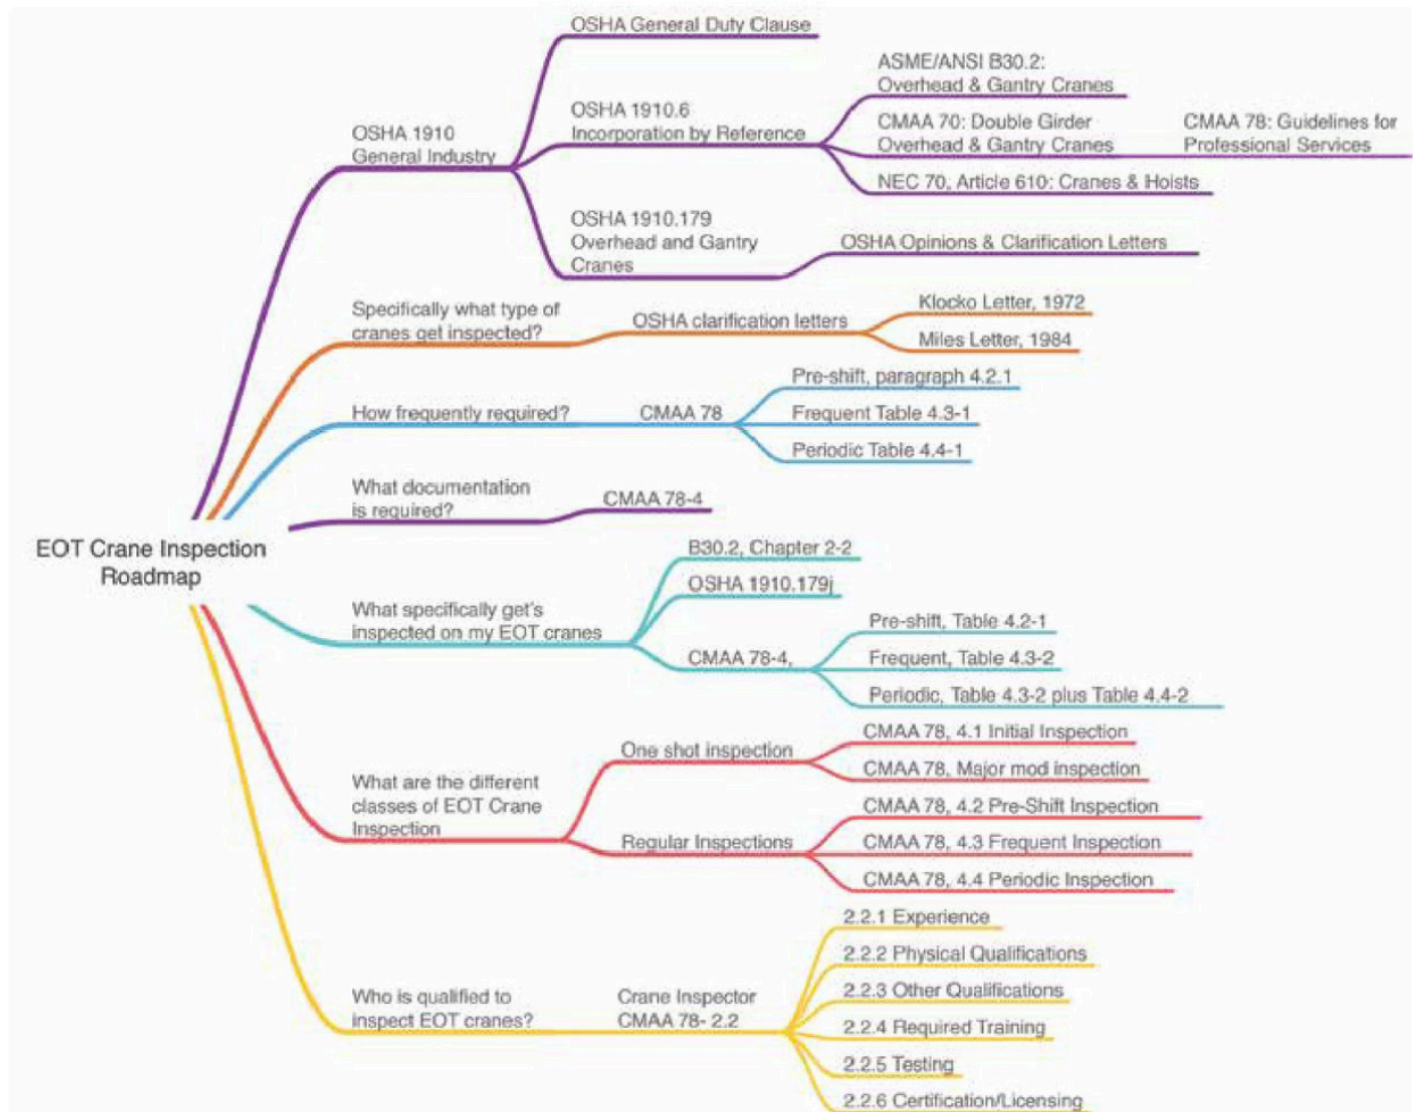 OSHA General Duty Clause
ASME/ANSI B30.2:
Overhead & Gantry Cranes
OSHA 1910.6
Incorporation by Reference
CMAA 70: Double Girder
Overhead & Gantry Cranes
CMAA 78: Guidelines for
Professional Services
OSHA 1910
General Industry
NEC 70, Article 610: Cranes & Hoists
OSHA 1910.179
Overhead and Gantry
Cranes
OSHA Opinions & Clarification Letters
Specifically what type of
cranes get inspected?
OSHA clarification letters
Klocko Letter, 1972
Miles Letter, 1984
How frequently required?
CMAA 78
Pre-shift, paragraph 4.2.1
Frequent Table 4.3-1
Periodic Table 4.4-1
What documentation
is required?
CMAA 78-4
EOT Crane Inspection
Roadmap
What specifically get's
inspected on my EOT cranes
B30.2, Chapter 2-2
OSHA 1910.179j
CMAA 78-4,
Pre-shift, Table 4.2-1
Frequent, Table 4.3-2
Periodic, Table 4.3-2 plus Table 4.4-2
What are the different
classes of EOT Crane
Inspection
One shot inspection
CMAA 78, 4.1 Initial Inspection
CMAA 78, Major mod inspection
Regular Inspections
CMAA 78, 4.2 Pre-Shift Inspection
CMAA 78, 4.3 Frequent Inspection
CMAA 78, 4.4 Periodic Inspection
Who is qualified to
inspect EOT cranes?
Crane Inspector
CMAA 78- 2.2
2.2.1 Experience
2.2.2 Physical Qualifications
2.2.3 Other Qualifications
2.2.4 Required Training
2.2.5 Testing
2.2.6 Certification/Licensing